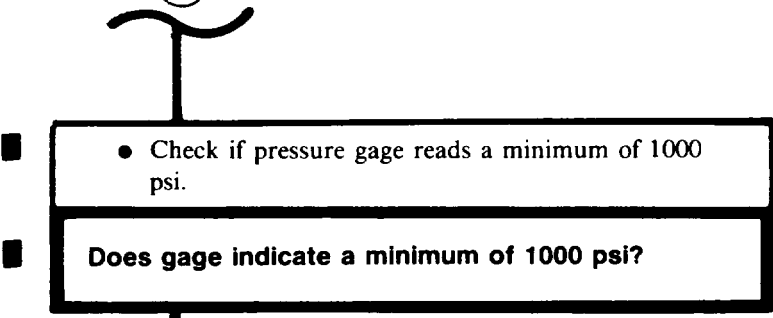 ● Check if pressure gage reads a minimum of 1000
psi.
Does gage indicate a minimum of 1000 psi?